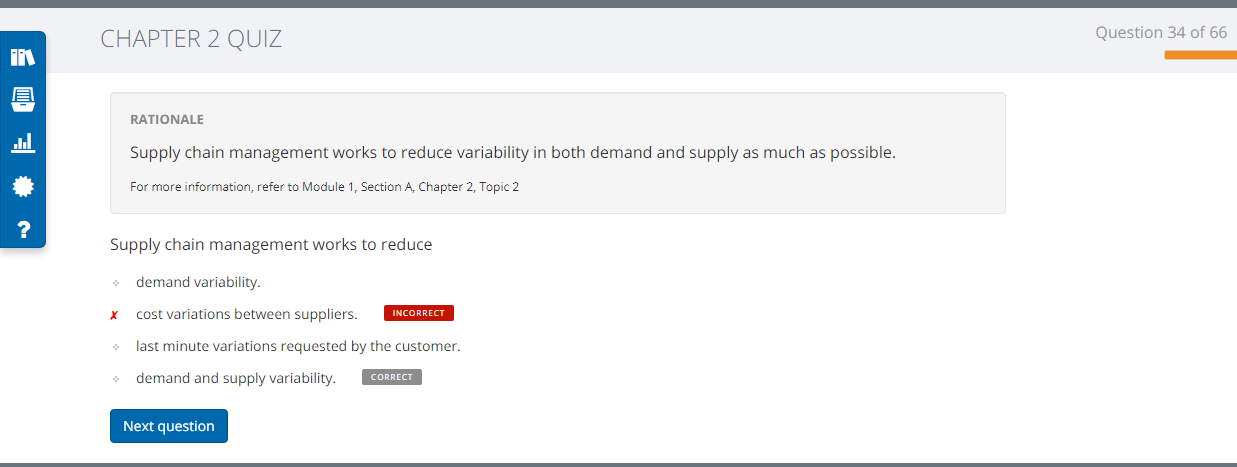 CHAPTER 2 QUIZ
Question 34 of 66
RATIONALE
Supply chain management works to reduce variability in both demand and supply as much as possible.
For more information, refer to Module 1, Section A, Chapter 2, Topic 2
Supply chain management works to reduce
demand variability.
✗ cost variations between suppliers. INCORRECT
last minute variations requested by the customer.
demand and supply variability. CORRECT
Next question
?